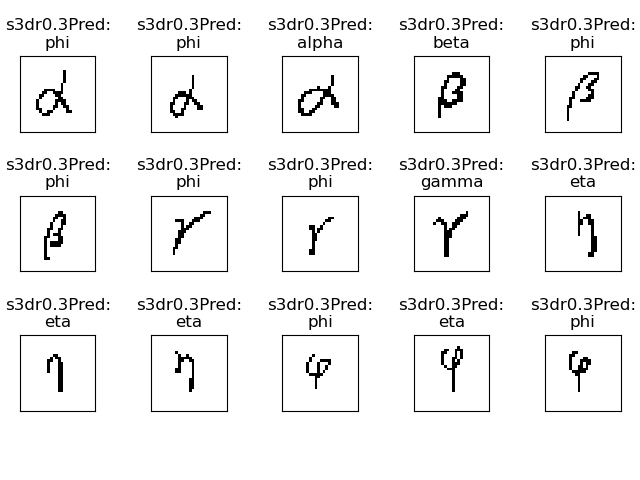 s3dr0.3Pred: s3dr0.3Pred: s3dr0.3Pred: s3dr0.3Pred: s3dr0.3Pred:
phi phi alpha beta phi
α α α β β
s3dr0.3Pred: s3dr0.3Pred: s3dr0.3Pred: s3dr0.3Pred: s3dr0.3Pred:
phi phi phi gamma eta
β γ γ γ η
s3dr0.3Pred: s3dr0.3Pred: s3dr0.3Pred: s3dr0.3Pred: s3dr0.3Pred:
eta eta phi eta phi
η η φ φ φ